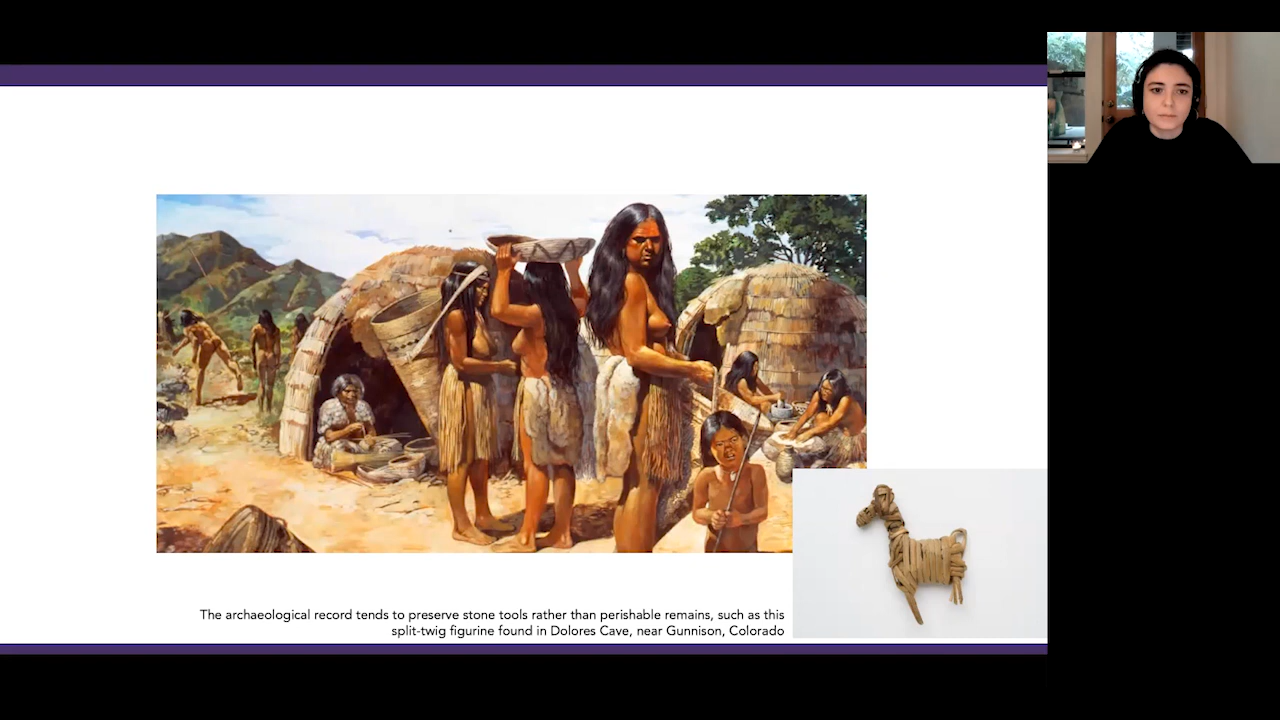 The archaeological record tends to preserve stone tools rather than perishable remains, such as this
split-twig figurine found in Dolores Cave, near Gunnison, Colorado